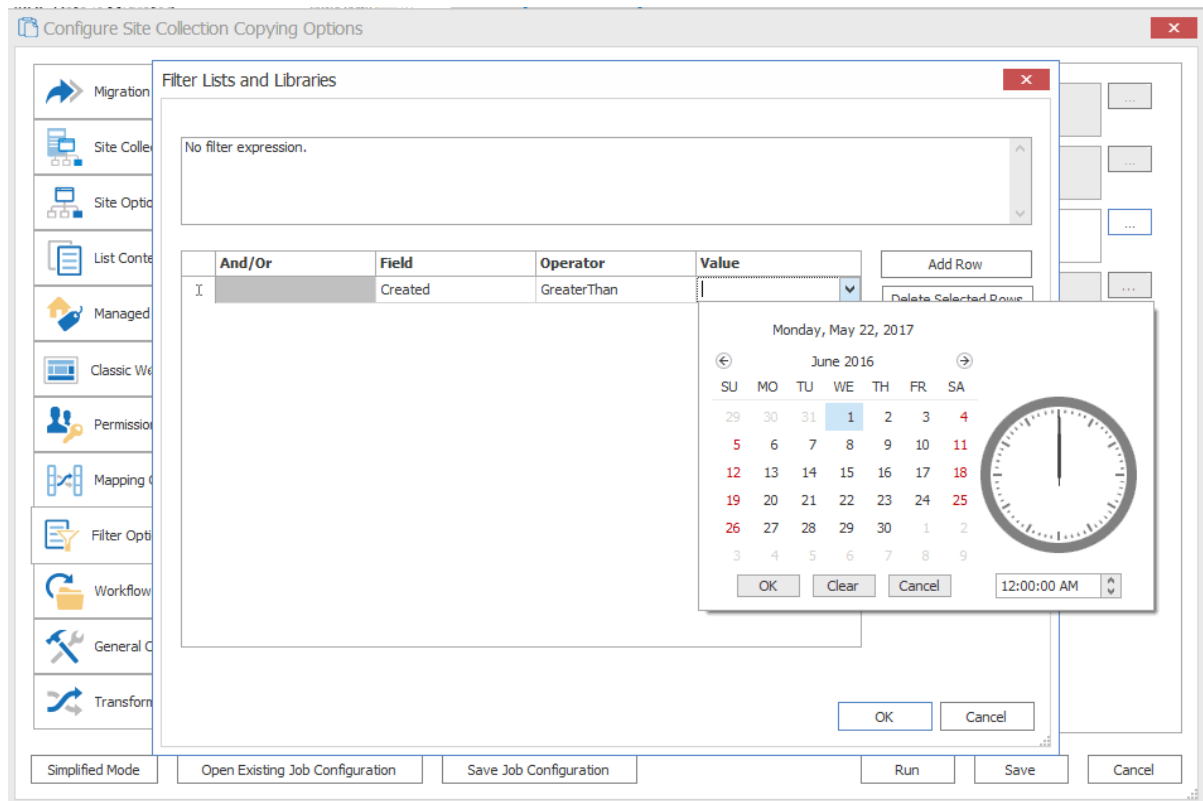 Configure Site Collection Copying Options
Filter Lists and Libraries
Migration
Site Colle
Site Optio
List Conte
Managed
Classic We
Permission
Mapping
Filter Opti
Workflow
General C
Transform
...
...
...
...
No filter expression.
And/Or Field Operator Value
Created GreaterThan
Add Row
Delete Selected Rows
Monday, May 22, 2017
June 2016
SU MO TU WE TH FR SA
29 30 31 1 2 3 4
5 6 7 8 9 10 11
12 13 14 15 16 17 18
19 20 21 22 23 24 25
26 27 28 29 30 1 2
3 4 5 6 7 8 9
OK Clear Cancel
12:00:00 AM
OK Cancel
Simplified Mode Open Existing Job Configuration Save Job Configuration Run Save Cancel